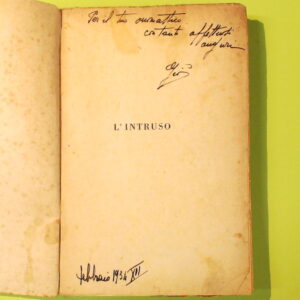 Per il tuo onomastico
con tanti affettuosi
auguri
L'INTRUSO
febbraio 1934 XII